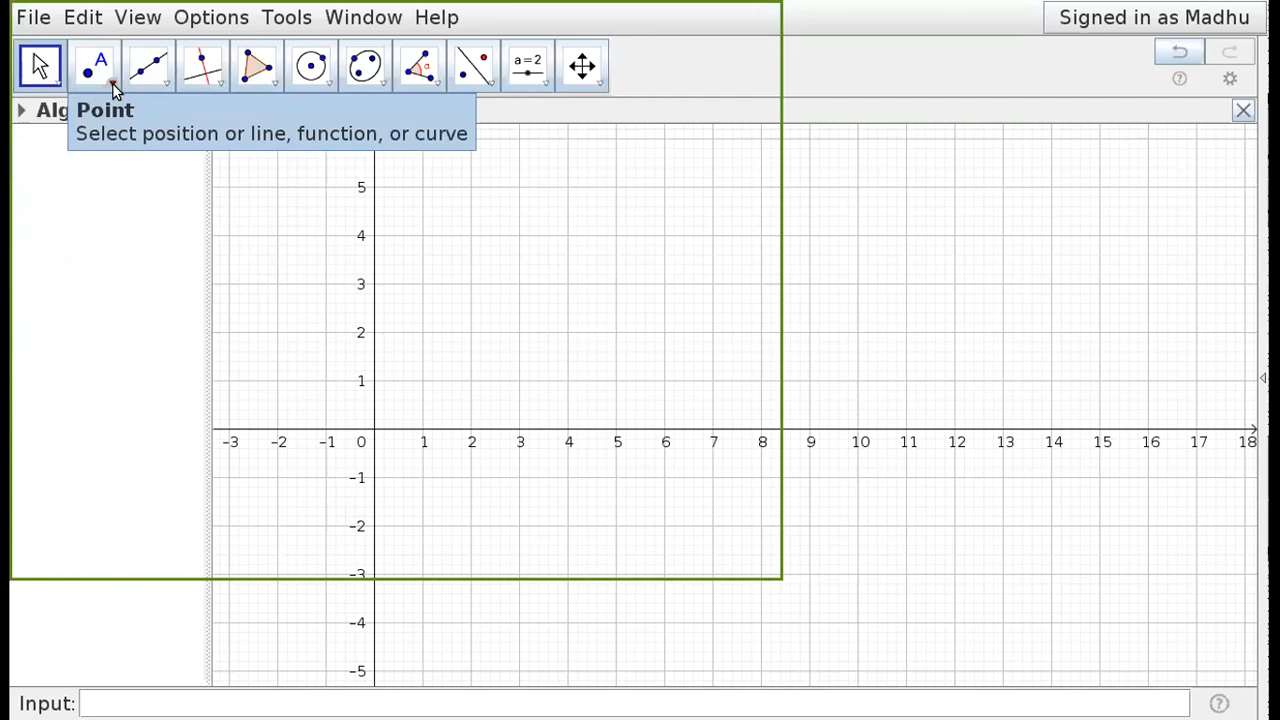 File Edit View Options Tools Window Help
Signed in as Madhu
A
α
a=2
Alg
Point
Select position or line, function, or curve
5
4
3
2
1
-3 -2 -1 0 1 2 3 4 5 6 7 8 9 10 11 12 13 14 15 16 17 18
-1
-2
-3
-4
-5
Input: